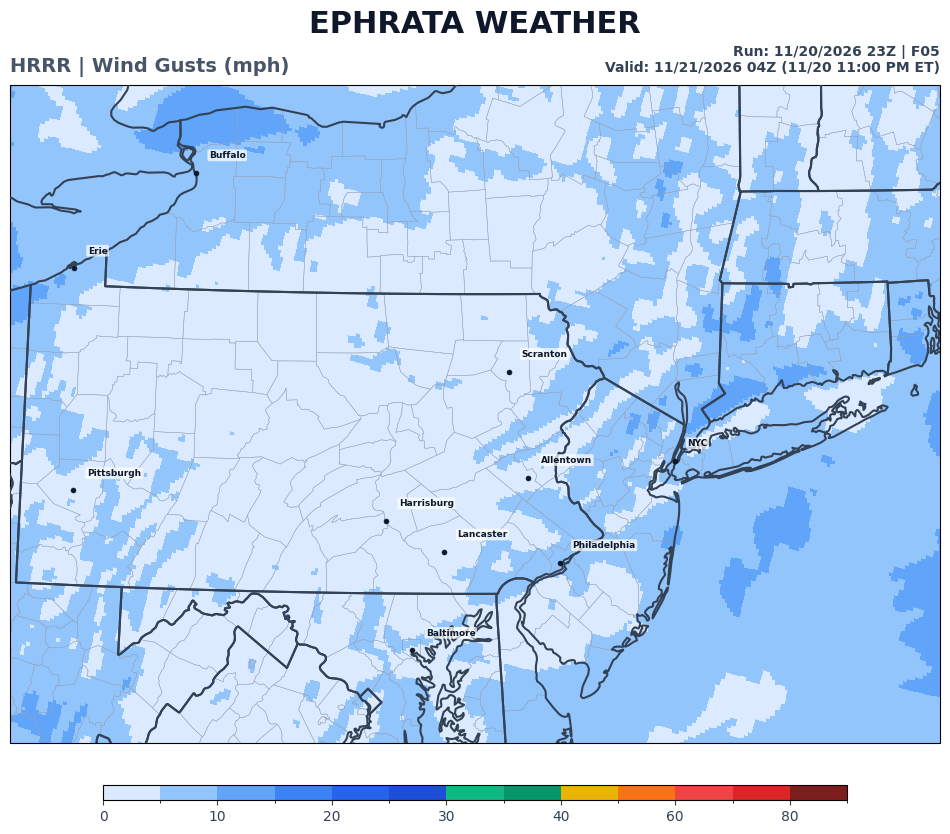 EPHRATA WEATHER
HRRR | Wind Gusts (mph)
Run: 11/20/2026 23Z | F05
Valid: 11/21/2026 04Z (11/20 11:00 PM ET)
Buffalo
Erie
Scranton
NYC
Allentown
Pittsburgh
Harrisburg
Lancaster
Philadelphia
Baltimore
0 10 20 30 40 60 80